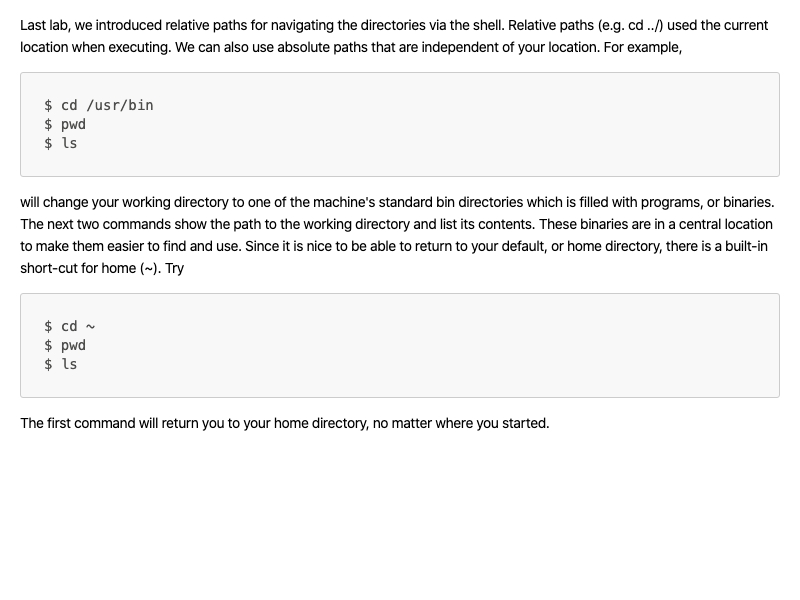 Last lab, we introduced relative paths for navigating the directories via the shell. Relative paths (e.g. cd ../) used the current
location when executing. We can also use absolute paths that are independent of your location. For example,
$ cd /usr/bin
$ pwd
$ ls
will change your working directory to one of the machine's standard bin directories which is filled with programs, or binaries.
The next two commands show the path to the working directory and list its contents. These binaries are in a central location
to make them easier to find and use. Since it is nice to be able to return to your default, or home directory, there is a built-in
short-cut for home (~). Try
$ cd ~
$ pwd
$ ls
The first command will return you to your home directory, no matter where you started.